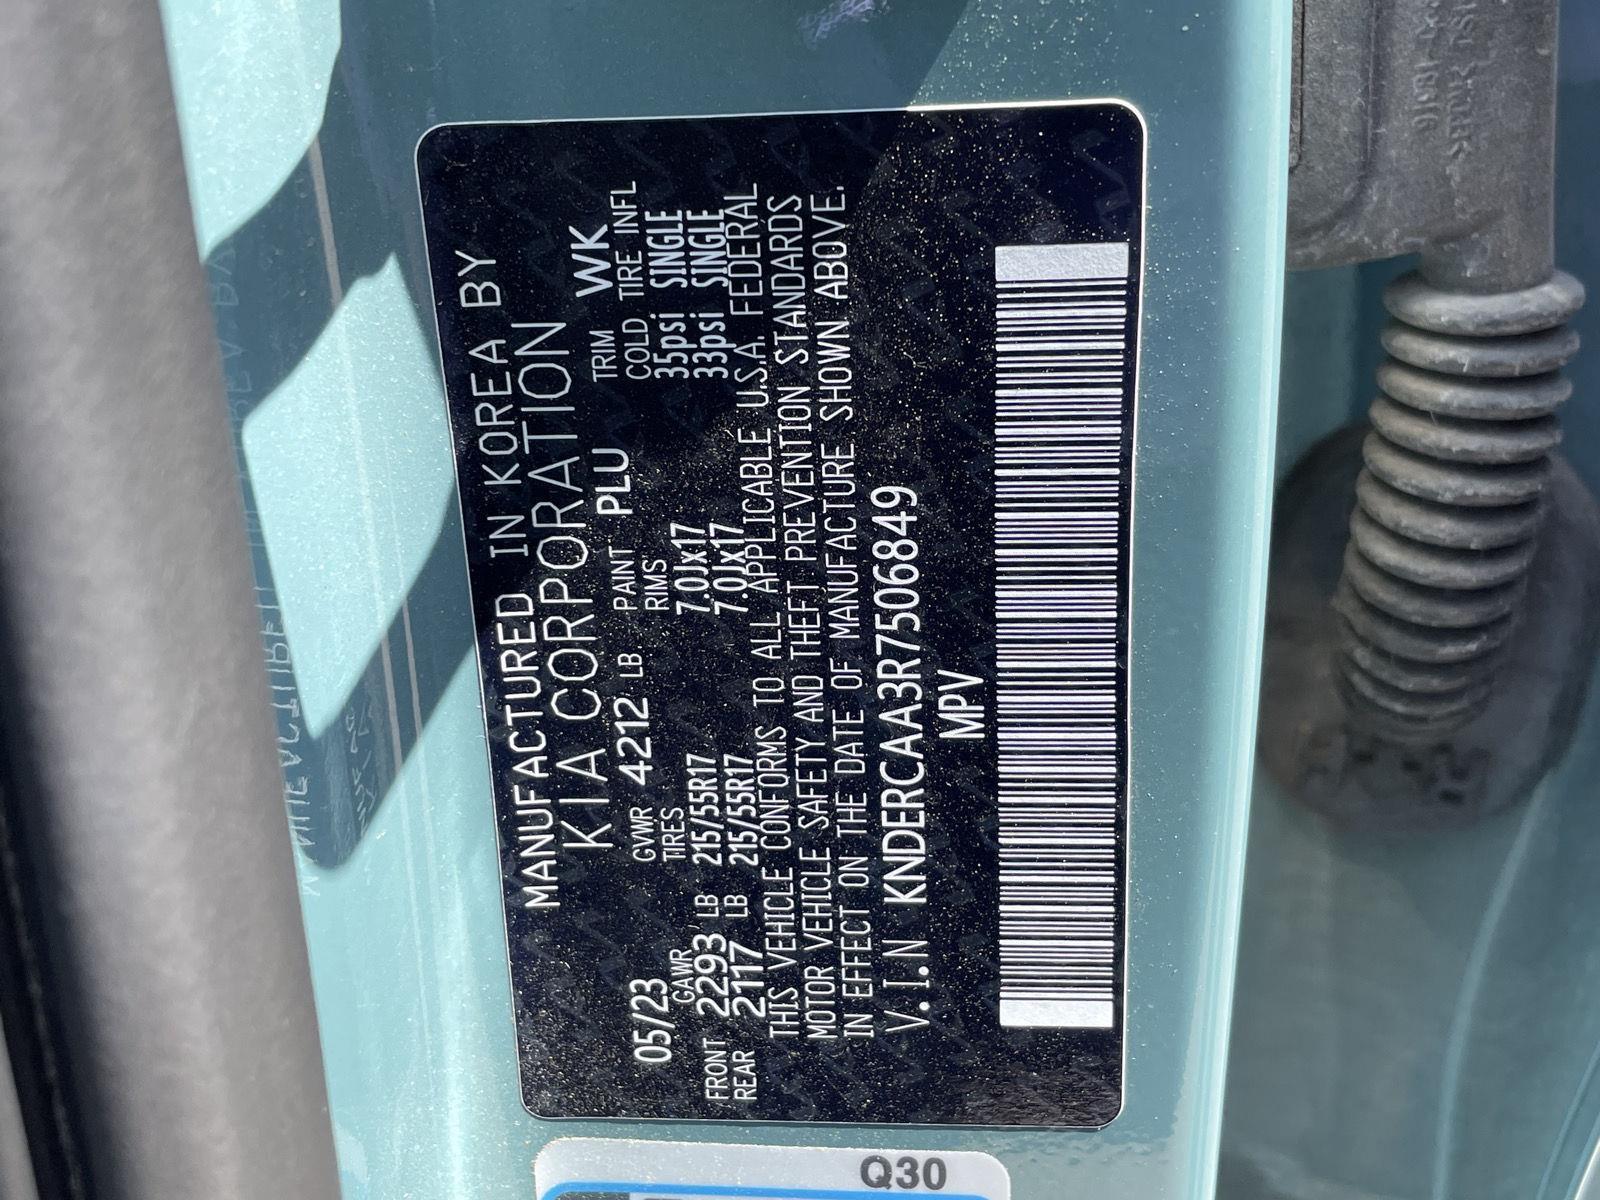 MANUFACTURED IN KOREA BY
KIA CORPORATION
05/23 GVWR 4212 LB PAINT PLU TRIM WK
GAWR TIRES RIMS COLD TIRE INFL
FRONT 2293 LB 215/55R17 7.0Jx17 35psi SINGLE
REAR 2117 LB 215/55R17 7.0Jx17 33psi SINGLE
THIS VEHICLE CONFORMS TO ALL APPLICABLE U.S.A. FEDERAL
MOTOR VEHICLE SAFETY AND THEFT PREVENTION STANDARDS
IN EFFECT ON THE DATE OF MANUFACTURE SHOWN ABOVE.
V.I.N KNDERCAA3R7506849
MPV
Q30